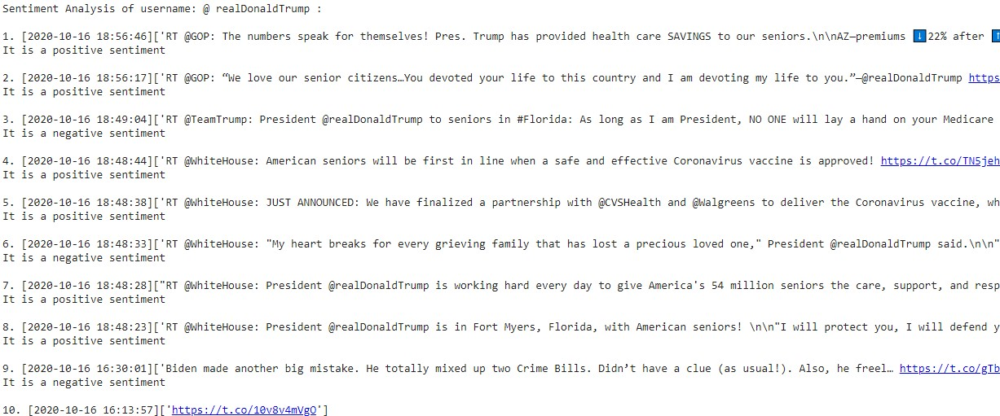 Sentiment Analysis of username: @ realDonaldTrump :
1. [2020-10-16 18:56:46]['RT @GOP: The numbers speak for themselves! Pres. Trump has provided health care SAVINGS to our seniors.\n\nAZ—premiums ⬇️22% after
It is a positive sentiment
2. [2020-10-16 18:56:17]['RT @GOP: “We love our senior citizens…You devoted your life to this country and I am devoting my life to you.”—@realDonaldTrump https
It is a positive sentiment
3. [2020-10-16 18:49:04]['RT @TeamTrump: President @realDonaldTrump to seniors in #Florida: As long as I am President, NO ONE will lay a hand on your Medicare
It is a negative sentiment
4. [2020-10-16 18:48:44]['RT @WhiteHouse: American seniors will be first in line when a safe and effective Coronavirus vaccine is approved! https://t.co/TN5jeh
It is a positive sentiment
5. [2020-10-16 18:48:38]['RT @WhiteHouse: JUST ANNOUNCED: We have finalized a partnership with @CVSHealth and @Walgreens to deliver the Coronavirus vaccine, wh
It is a positive sentiment
6. [2020-10-16 18:48:33]['RT @WhiteHouse: "My heart breaks for every grieving family that has lost a precious loved one," President @realDonaldTrump said.\n\n"
It is a negative sentiment
7. [2020-10-16 18:48:28]["RT @WhiteHouse: President @realDonaldTrump is working hard every day to give America's 54 million seniors the care, support, and resp
It is a positive sentiment
8. [2020-10-16 18:48:23]['RT @WhiteHouse: President @realDonaldTrump is in Fort Myers, Florida, with American seniors! \n\n"I will protect you, I will defend y
It is a positive sentiment
9. [2020-10-16 16:30:01]['Biden made another big mistake. He totally mixed up two Crime Bills. Didn’t have a clue (as usual!). Also, he freel… https://t.co/gTb
It is a negative sentiment
10. [2020-10-16 16:13:57]['https://t.co/10v8v4mVgO']